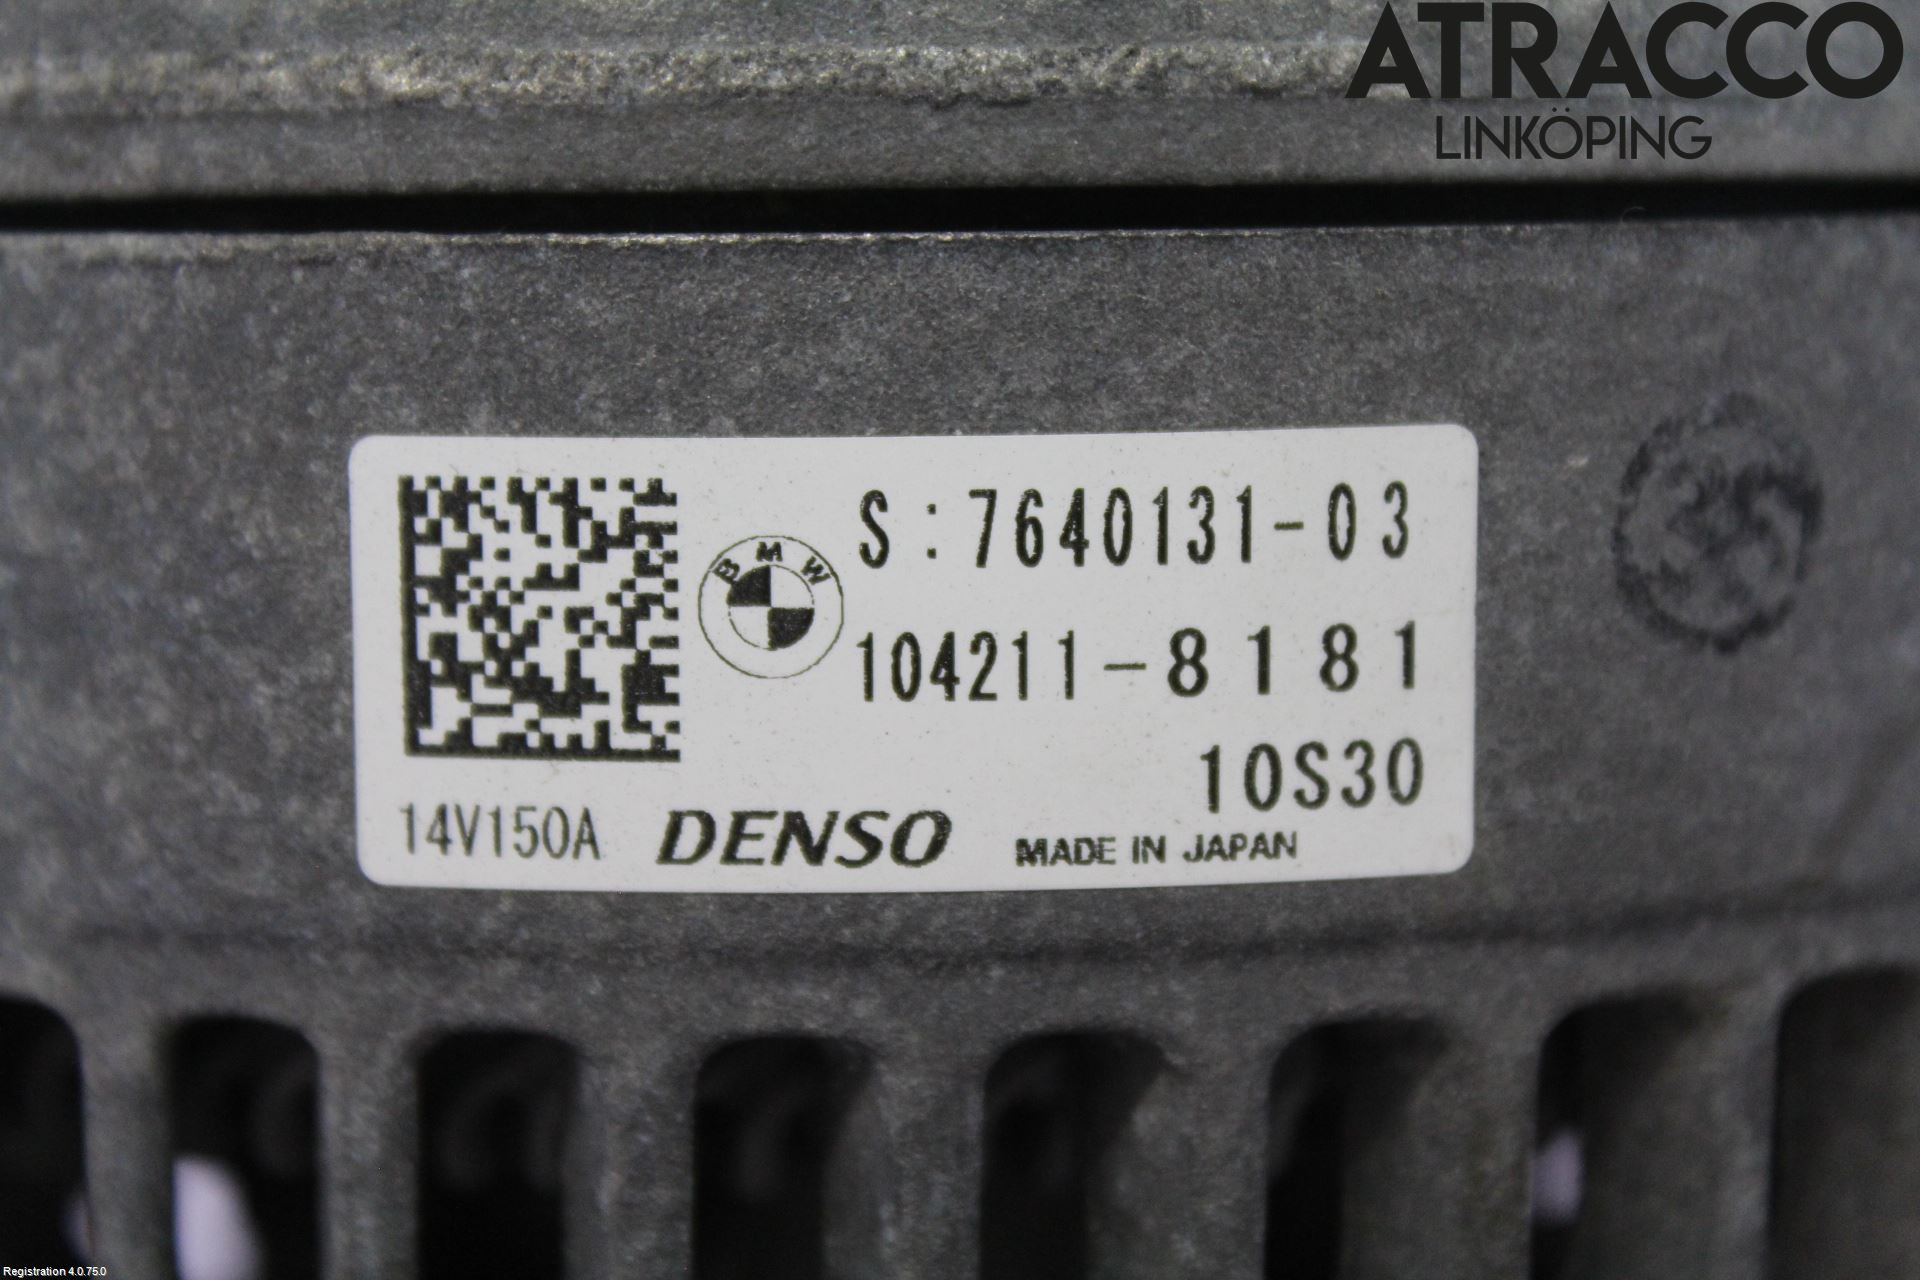 ATRACCO
LINKÖPING
S:7640131-03
BMW
104211-8181
10S30
14V150A DENSO MADE IN JAPAN
Registration 4.0.75.0